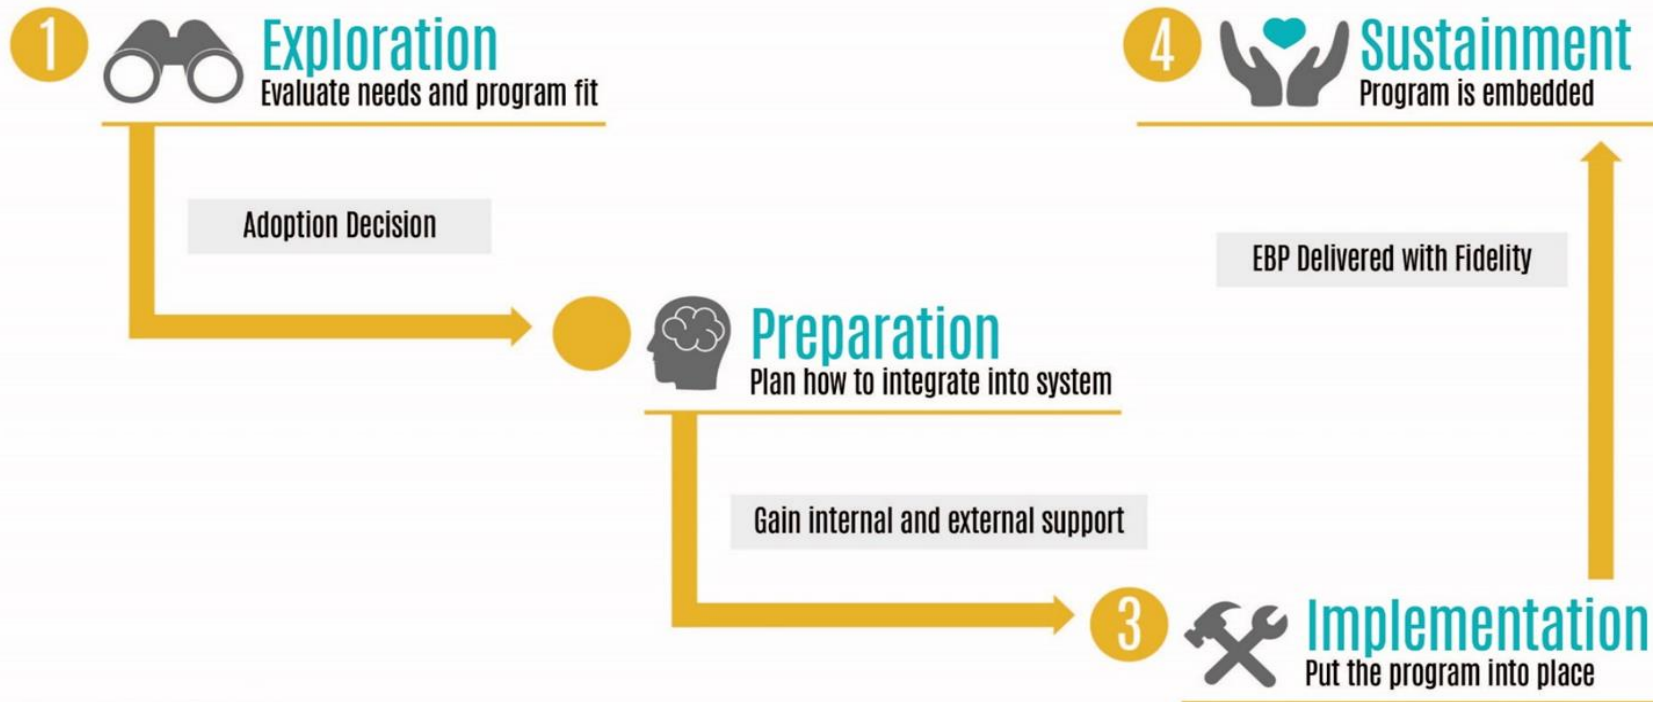 1
Exploration
Evaluate needs and program fit
Adoption Decision
Preparation
Plan how to integrate into system
Gain internal and external support
3
Implementation
Put the program into place
EBP Delivered with Fidelity
4
Sustainment
Program is embedded